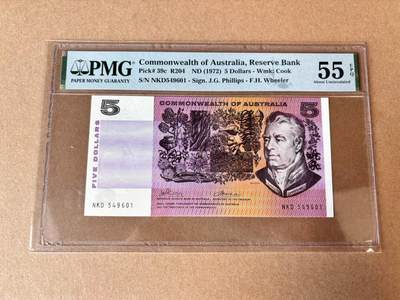 PMG
PAPER MONEY GUARANTY
Commonwealth of Australia, Reserve Bank
Pick# 39c R204 ND (1972) 5 Dollars - Wmk: Cook
S/N NKD549601 - Sign. J.G. Phillips - F.H. Wheeler
55 EPQ
About Uncirculated
5
COMMONWEALTH OF AUSTRALIA
FIVE DOLLARS
NKD 549601
NKD 549601